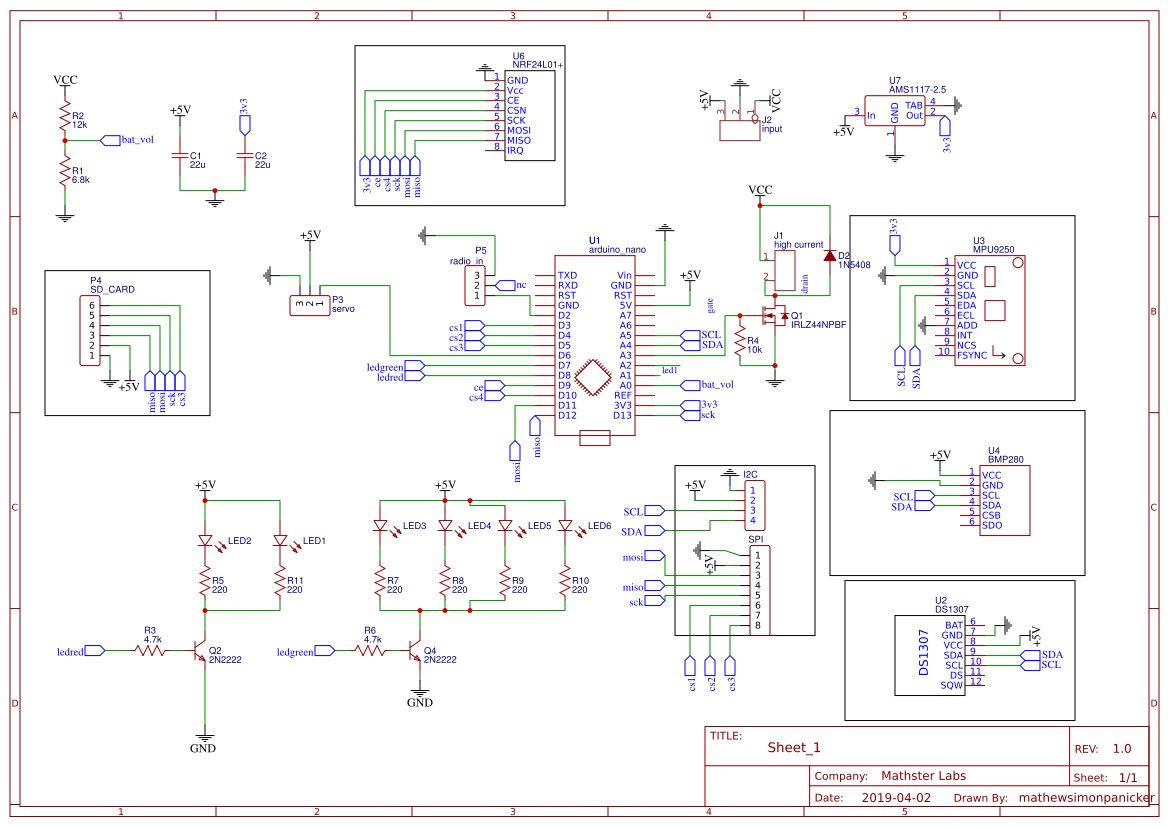 1 2 3 4 5
A
B
C
D
A
B
C
D
VCC
R2
12k
bat_vol
R1
6.8k
+5V
C1
22u
3v3
C2
22u
U6
NRF24L01+
1 GND
2 Vcc
3 CE
4 CSN
5 SCK
6 MOSI
7 MISO
8 IRQ
3v3
ce
cs4
sck
mosi
miso
+5V
VCC
3
2
1
J2
input
U7
AMS1117-2.5
3 In
GND
1
TAB 4
Out 2
+5V
3v3
P4
SD_CARD
6
5
4
3
2
1
+5V
miso
mosi
sck
cs3
+5V
3 2 1
P3
servo
P5
radio_in
3
2
1
nc
U1
arduino_nano
TXD
RXD
RST
GND
D2
D3
D4
D5
D6
D7
D8
D9
D10
D11
D12
Vin
GND
RST
5V
A7
A6
A5
A4
A3
A2
A1
A0
REF
3V3
D13
cs1
cs2
cs3
ledgreen
ledred
ce
cs4
mosi
miso
+5V
SCL
SDA
led1
bat_vol
3v3
sck
VCC
J1
high current
1
2
D2
1N5408
drain
gate
Q1
IRLZ44NPBF
R4
10k
3v3
U3
MPU9250
1 VCC
2 GND
3 SCL
4 SDA
5 EDA
6 ECL
7 ADD
8 INT
9 NCS
10 FSYNC
SCL
SDA
U4
BMP280
+5V
1 VCC
2 GND
3 SCL
4 SDA
5 CSB
6 SDO
SCL
SDA
U2
DS1307
DS1307
BAT 6
GND 7
VCC 8
SDA 9
SCL 10
DS 11
SQW 12
+5V
SDA
SCL
+5V
LED2
LED1
R5
220
R11
220
ledred
R3
4.7k
Q2
2N2222
GND
+5V
LED3
LED4
LED5
LED6
R7
220
R8
220
R9
220
R10
220
ledgreen
R6
4.7k
Q4
2N2222
GND
I2C
+5V
1
2
3
4
SCL
SDA
SPI
+5V
1
2
3
4
5
6
7
8
mosi
miso
sck
cs1
cs2
cs3
TITLE:
Sheet_1
REV: 1.0
Company: Mathster Labs
Sheet: 1/1
Date: 2019-04-02 Drawn By: mathewsimonpanicker
1 2 3 4 5